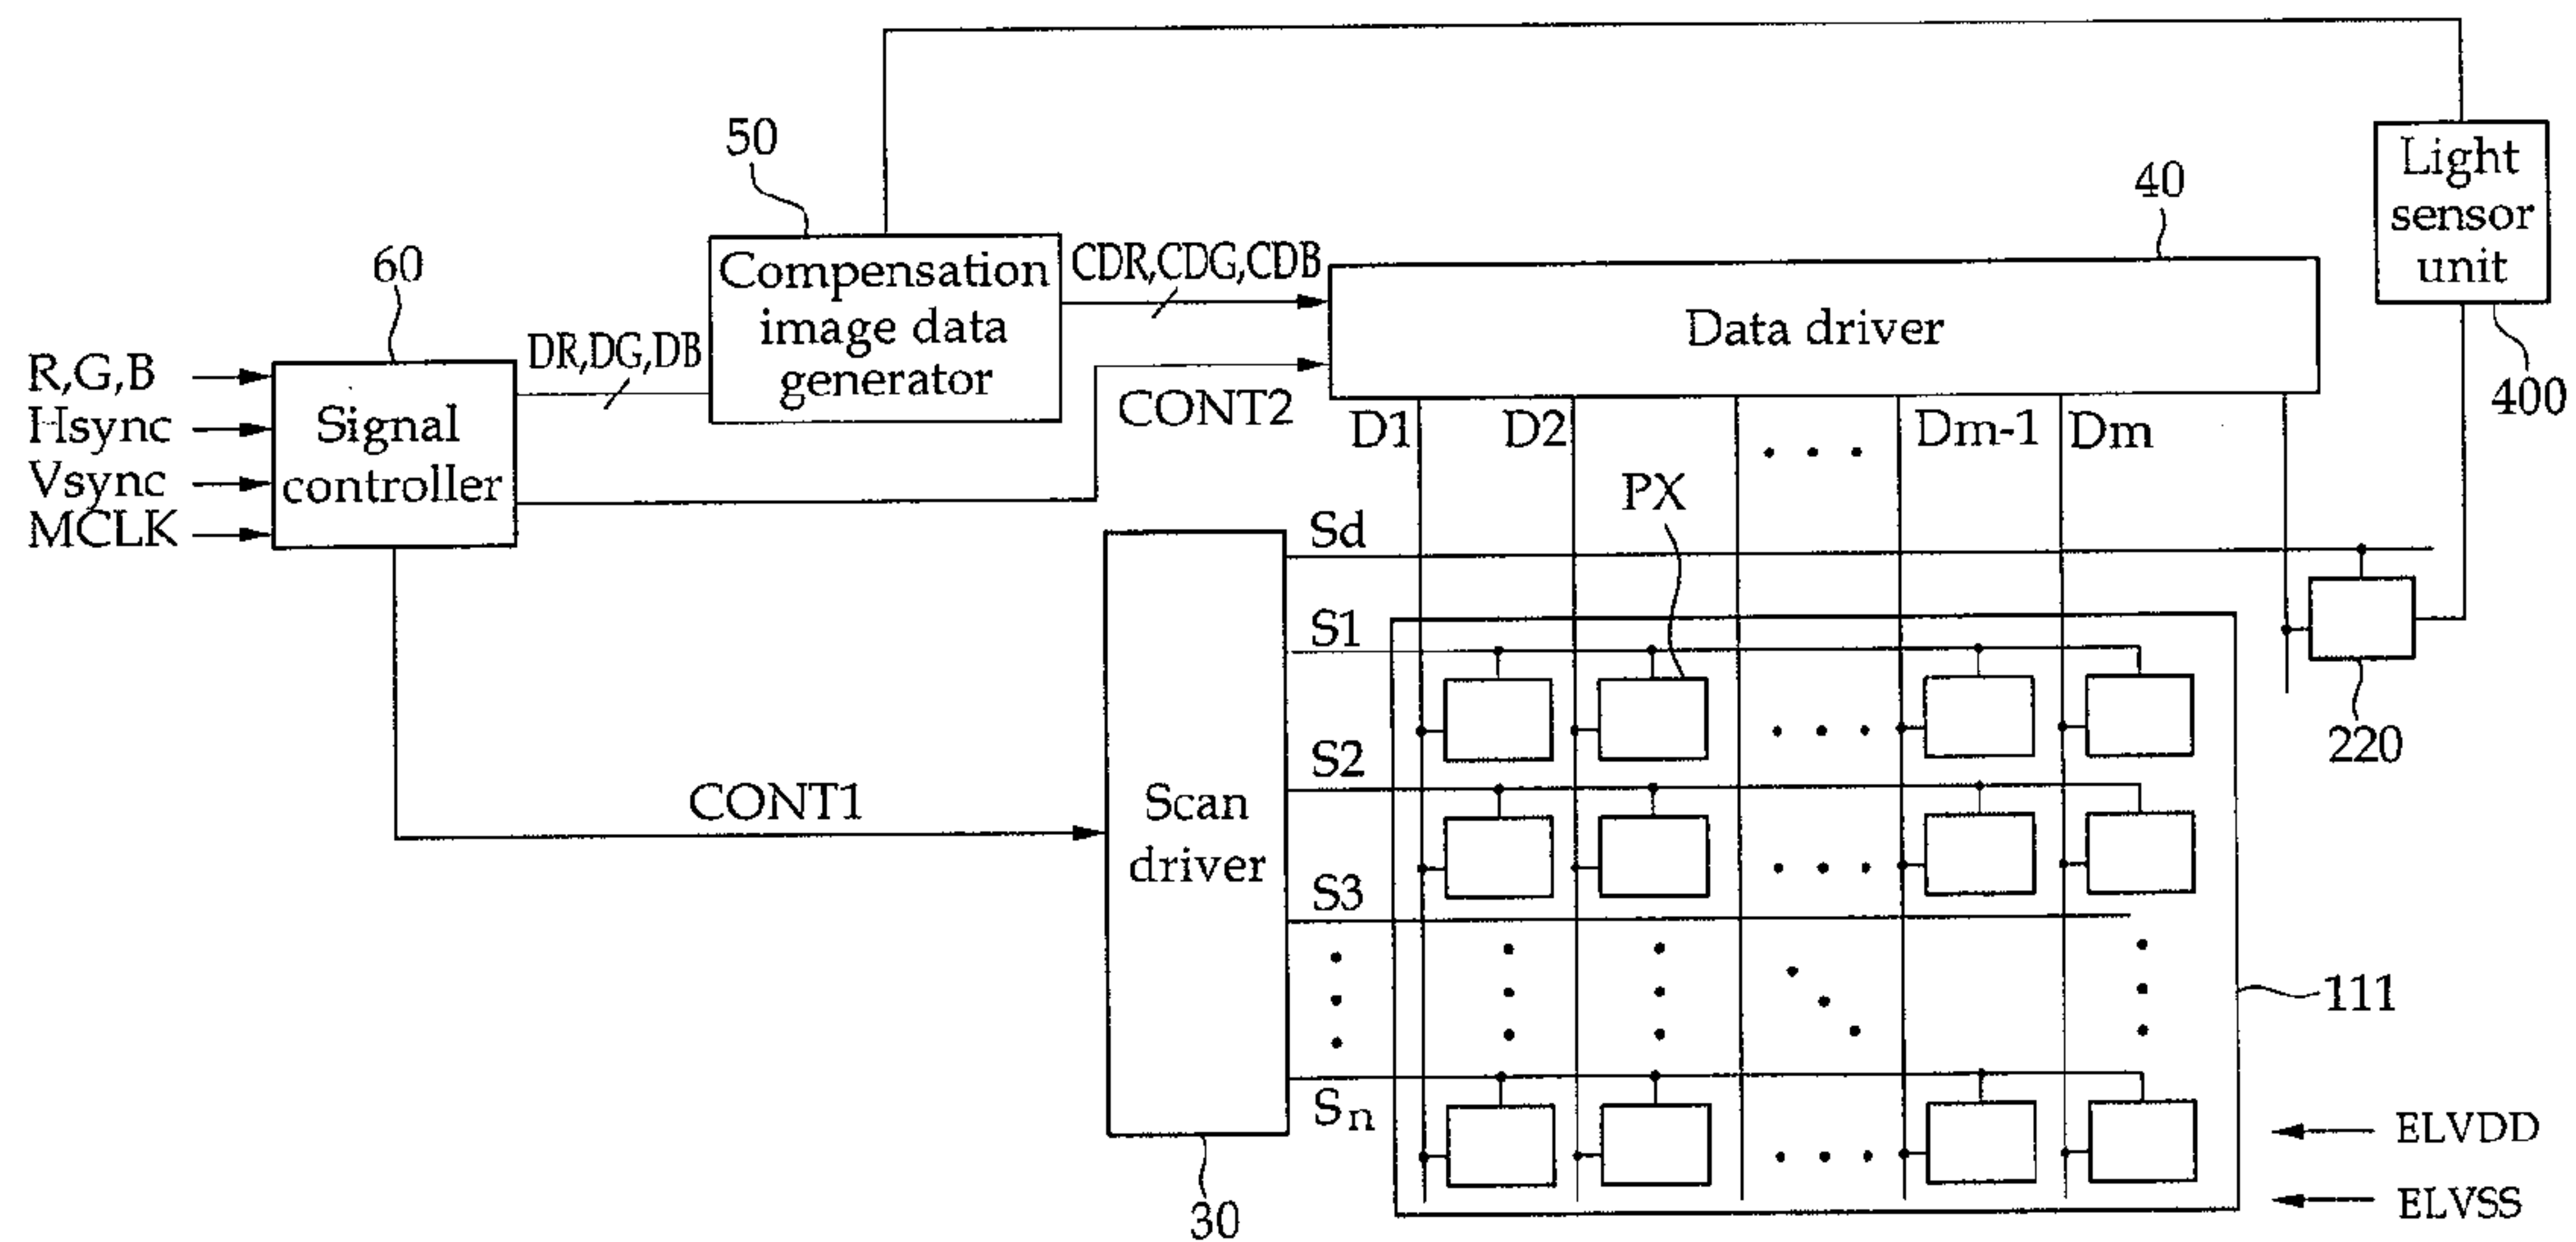 50
Light
sensor
unit
40
60
Compensation
image data
generator
CDR,CDG,CDB
Data driver
DR,DG,DB
R,G,B
Hsync
Vsync
MCLK
Signal
controller
CONT2
400
D1
D2
Dm-1
Dm
PX
Sd
S1
220
S2
CONT1
Scan
driver
S3
111
Sn
ELVDD
ELVSS
30